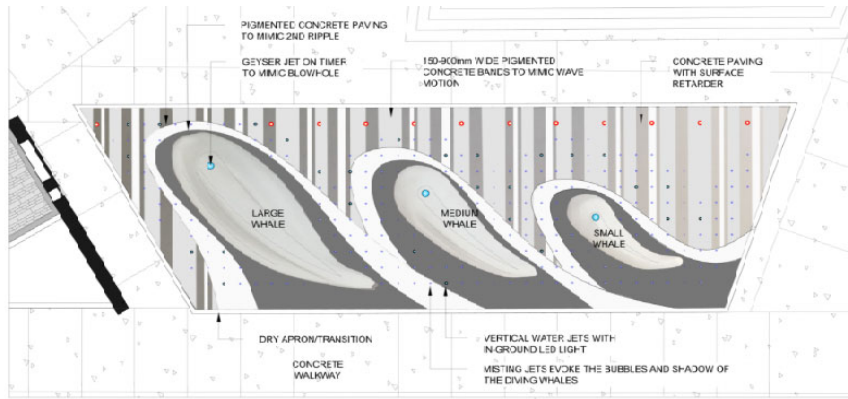 PIGMENTED CONCRETE PAVING
TO MIMIC 2ND RIPPLE
GEYSER JET ON TIMER
TO MIMIC BLOWHOLE
150-900mm WIDE PIGMENTED
CONCRETE BANDS TO MIMIC WAVE
MOTION
CONCRETE PAVING
WITH SURFACE
RETARDER
LARGE
WHALE
MEDIUM
WHALE
SMALL
WHALE
DRY APRON/TRANSITION
CONCRETE
WALKWAY
VERTICAL WATER JETS WITH
IN-GROUND LED LIGHT
MISTING JETS EVOKE THE BUBBLES AND SHADOW OF
THE DIVING WHALES